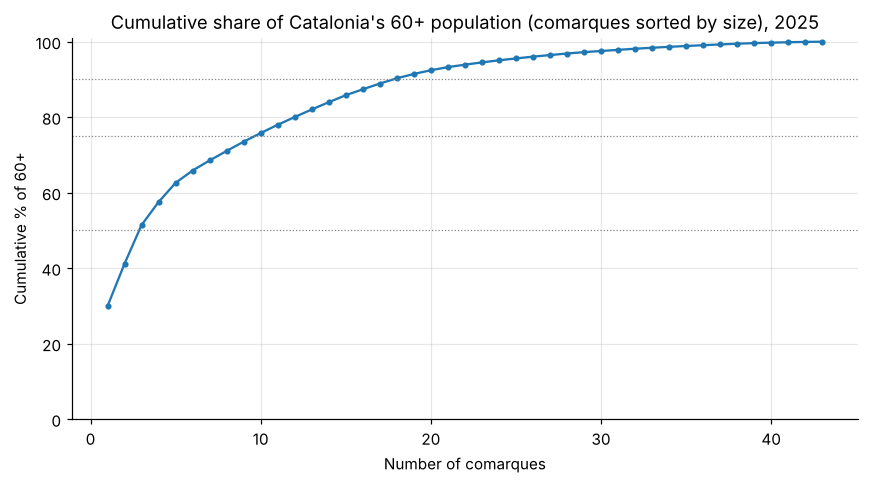 Cumulative share of Catalonia's 60+ population (comarques sorted by size), 2025
Cumulative % of 60+
100
80
60
40
20
0
0 10 20 30 40
Number of comarques